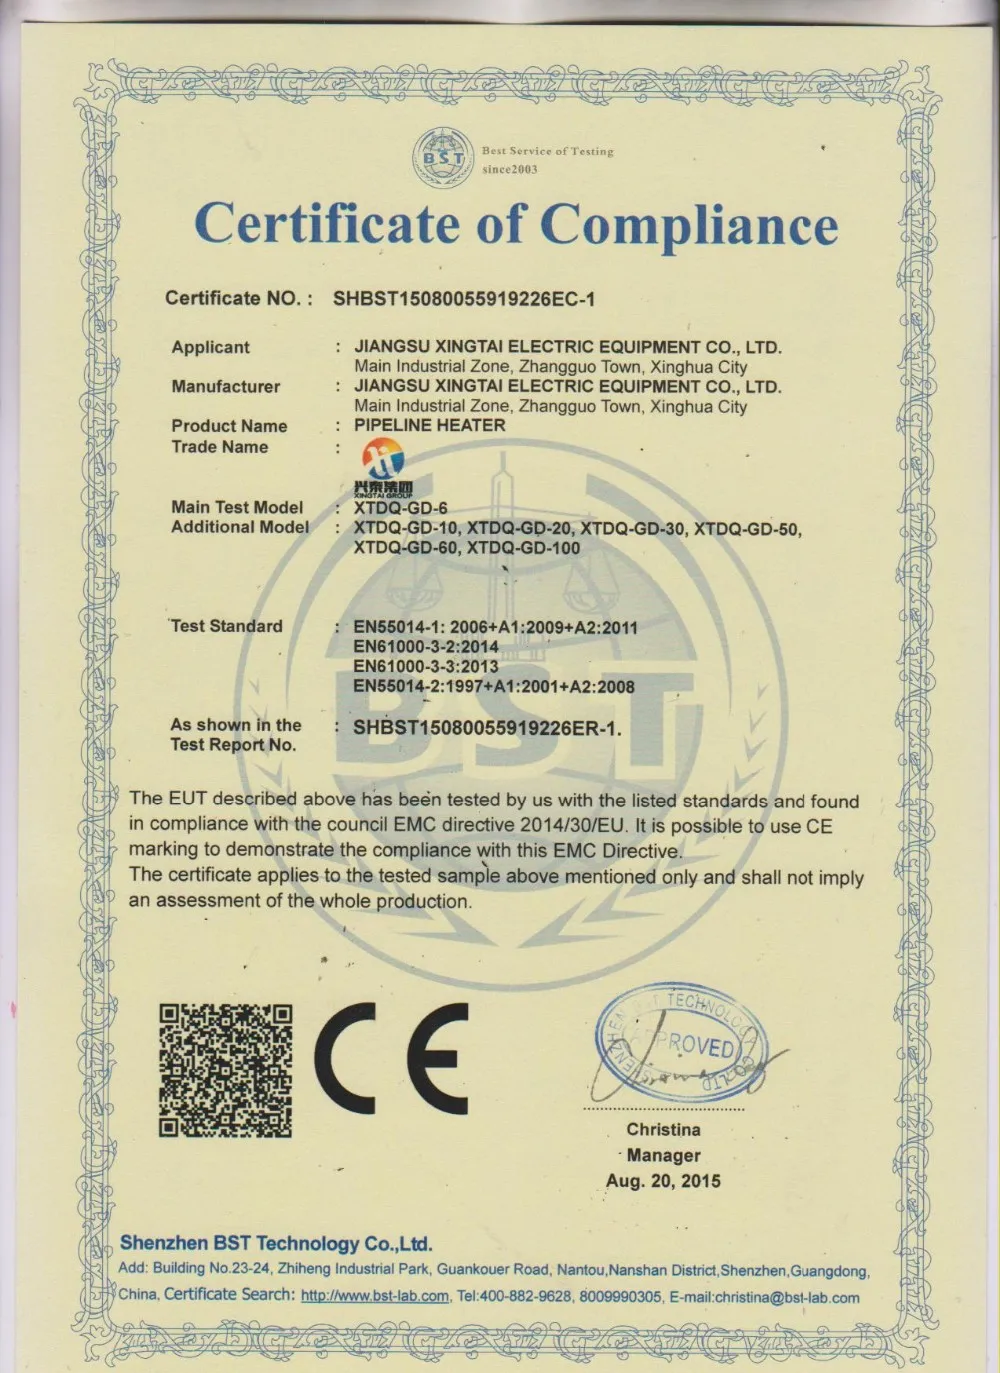 BST
Best Service of Testing
since2003
Certificate of Compliance
Certificate NO. : SHBST15080055919226EC-1
Applicant : JIANGSU XINGTAI ELECTRIC EQUIPMENT CO., LTD.
Main Industrial Zone, Zhangguo Town, Xinghua City
Manufacturer : JIANGSU XINGTAI ELECTRIC EQUIPMENT CO., LTD.
Main Industrial Zone, Zhangguo Town, Xinghua City
Product Name : PIPELINE HEATER
Trade Name :
兴泰集团
XINGTAI GROUP
Main Test Model : XTDQ-GD-6
Additional Model : XTDQ-GD-10, XTDQ-GD-20, XTDQ-GD-30, XTDQ-GD-50,
XTDQ-GD-60, XTDQ-GD-100
Test Standard : EN55014-1: 2006+A1:2009+A2:2011
EN61000-3-2:2014
EN61000-3-3:2013
EN55014-2:1997+A1:2001+A2:2008
BST
As shown in the : SHBST15080055919226ER-1.
Test Report No.
The EUT described above has been tested by us with the listed standards and found
in compliance with the council EMC directive 2014/30/EU. It is possible to use CE
marking to demonstrate the compliance with this EMC Directive.
The certificate applies to the tested sample above mentioned only and shall not imply
an assessment of the whole production.
CE
SHENZHEN BST TECHNOLOGY CO.,LTD
APPROVED
Christina
Manager
Aug. 20, 2015
Shenzhen BST Technology Co.,Ltd.
Add: Building No.23-24, Zhiheng Industrial Park, Guankouer Road, Nantou,Nanshan District,Shenzhen,Guangdong,
China, Certificate Search: http://www.bst-lab.com, Tel:400-882-9628, 8009990305, E-mail:christina@bst-lab.com